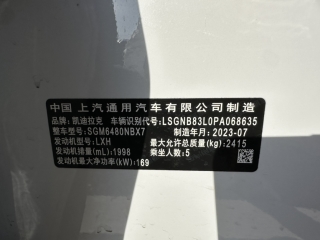 中国 上汽通用汽车有限公司制造
品牌: 凯迪拉克 车辆识别代号:LSGNB83L0PA068635
整车型号: SGM6480NBX7 制造年月:2023-07
发动机型号: LXH 最大允许总质量(kg):2415
发动机排量(mL): 1998 乘坐人数:5
发动机最大净功率(kW): 169